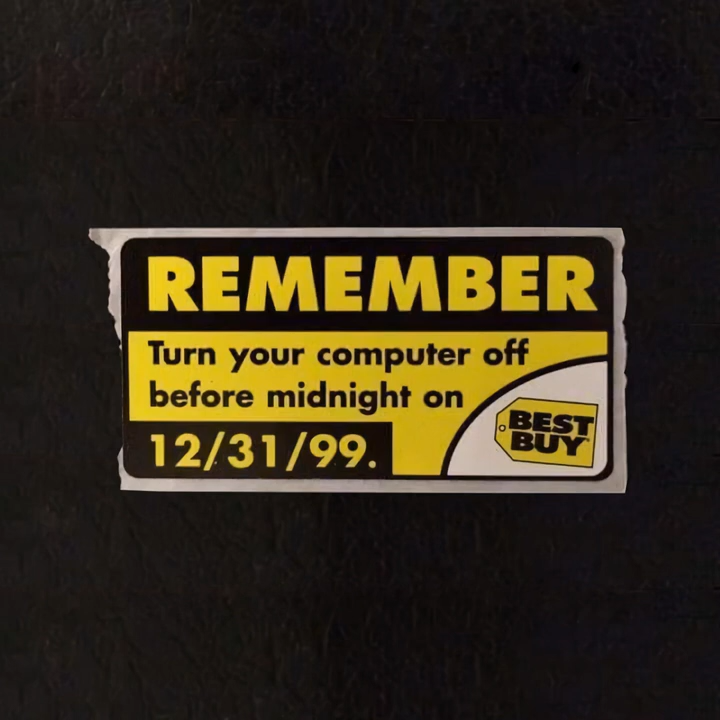 REMEMBER
Turn your computer off
before midnight on
12/31/99.
BEST
BUY